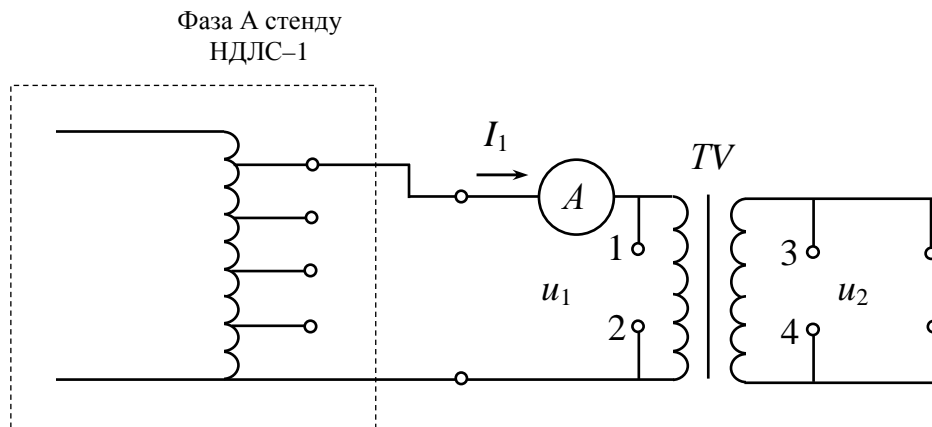 Фаза А стенду
НДЛС–1
I₁
A
TV
1
u₁
2
3
u₂
4